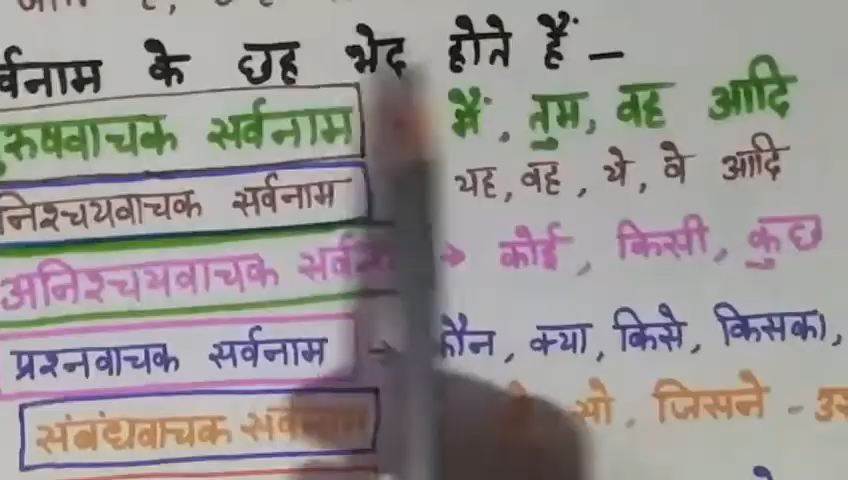 र्वनाम के छह भेद होते हैं –
रुषवाचक सर्वनाम मैं, तुम, वह आदि
निश्चयवाचक सर्वनाम यह, वह, ये, वे आदि
अनिश्चयवाचक → कोई, किसी, कुछ
प्रश्नवाचक सर्वनाम → कौन, क्या, किसे, किसका,
संबंधवाचक सर्वनाम सो, जिसने -